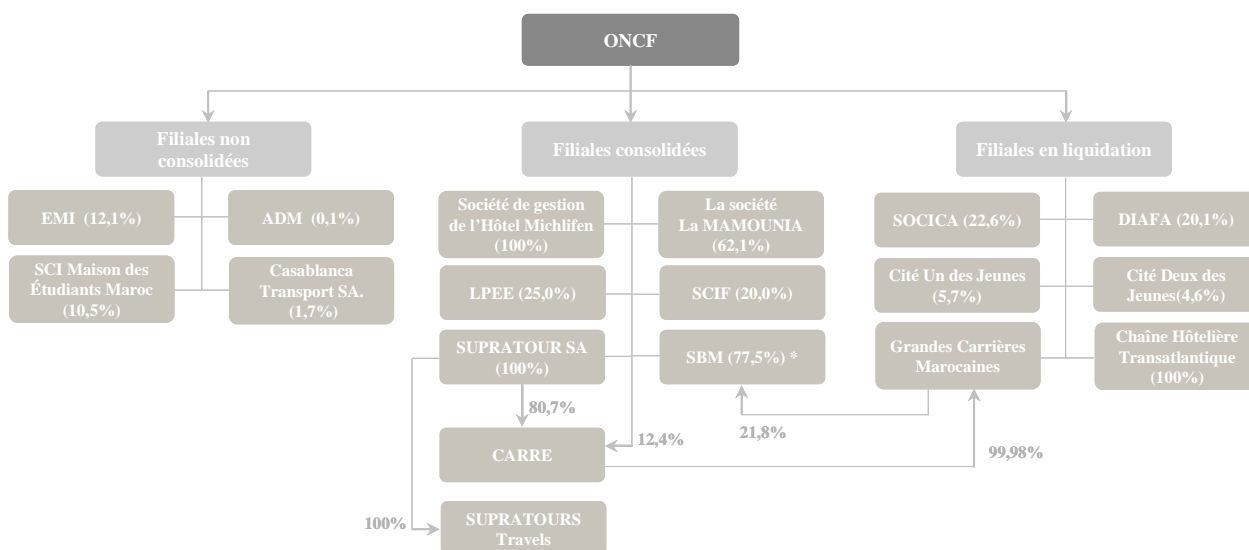 ONCF
Filiales non
consolidées
Filiales consolidées
Filiales en liquidation
EMI (12,1%)
ADM (0,1%)
SCI Maison des
Étudiants Maroc
(10,5%)
Casablanca
Transport SA.
(1,7%)
Société de gestion
de l’Hôtel Michlifen
(100%)
La société
La MAMOUNIA
(62,1%)
LPEE (25,0%)
SCIF (20,0%)
SUPRATOUR SA
(100%)
SBM (77,5%) *
80,7%
CARRE
12,4%
100%
SUPRATOURS
Travels
SOCICA (22,6%)
DIAFA (20,1%)
Cité Un des Jeunes
(5,7%)
Cité Deux des
Jeunes(4,6%)
Grandes Carrières
Marocaines
Chaîne Hôtelière
Transatlantique
(100%)
21,8%
99,98%